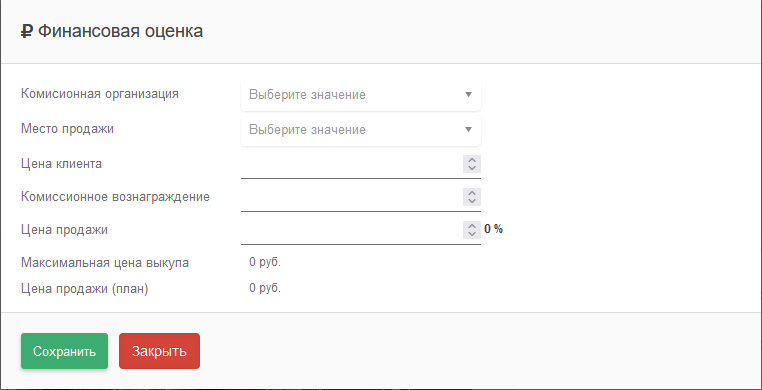 ₽ Финансовая оценка
Комисионная организация Выберите значение
Место продажи Выберите значение
Цена клиента
Комиссионное вознаграждение
Цена продажи 0 %
Максимальная цена выкупа 0 руб.
Цена продажи (план) 0 руб.
Сохранить Закрыть